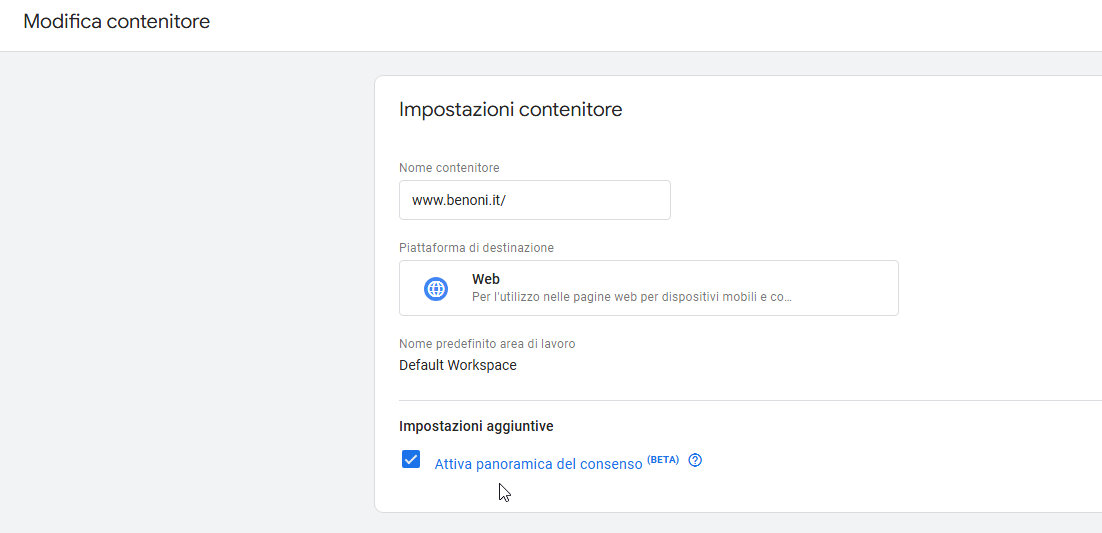 Modifica contenitore
Impostazioni contenitore
Nome contenitore
www.benoni.it/
Piattaforma di destinazione
Web
Per l'utilizzo nelle pagine web per dispositivi mobili e co...
Nome predefinito area di lavoro
Default Workspace
Impostazioni aggiuntive
Attiva panoramica del consenso (BETA) ?